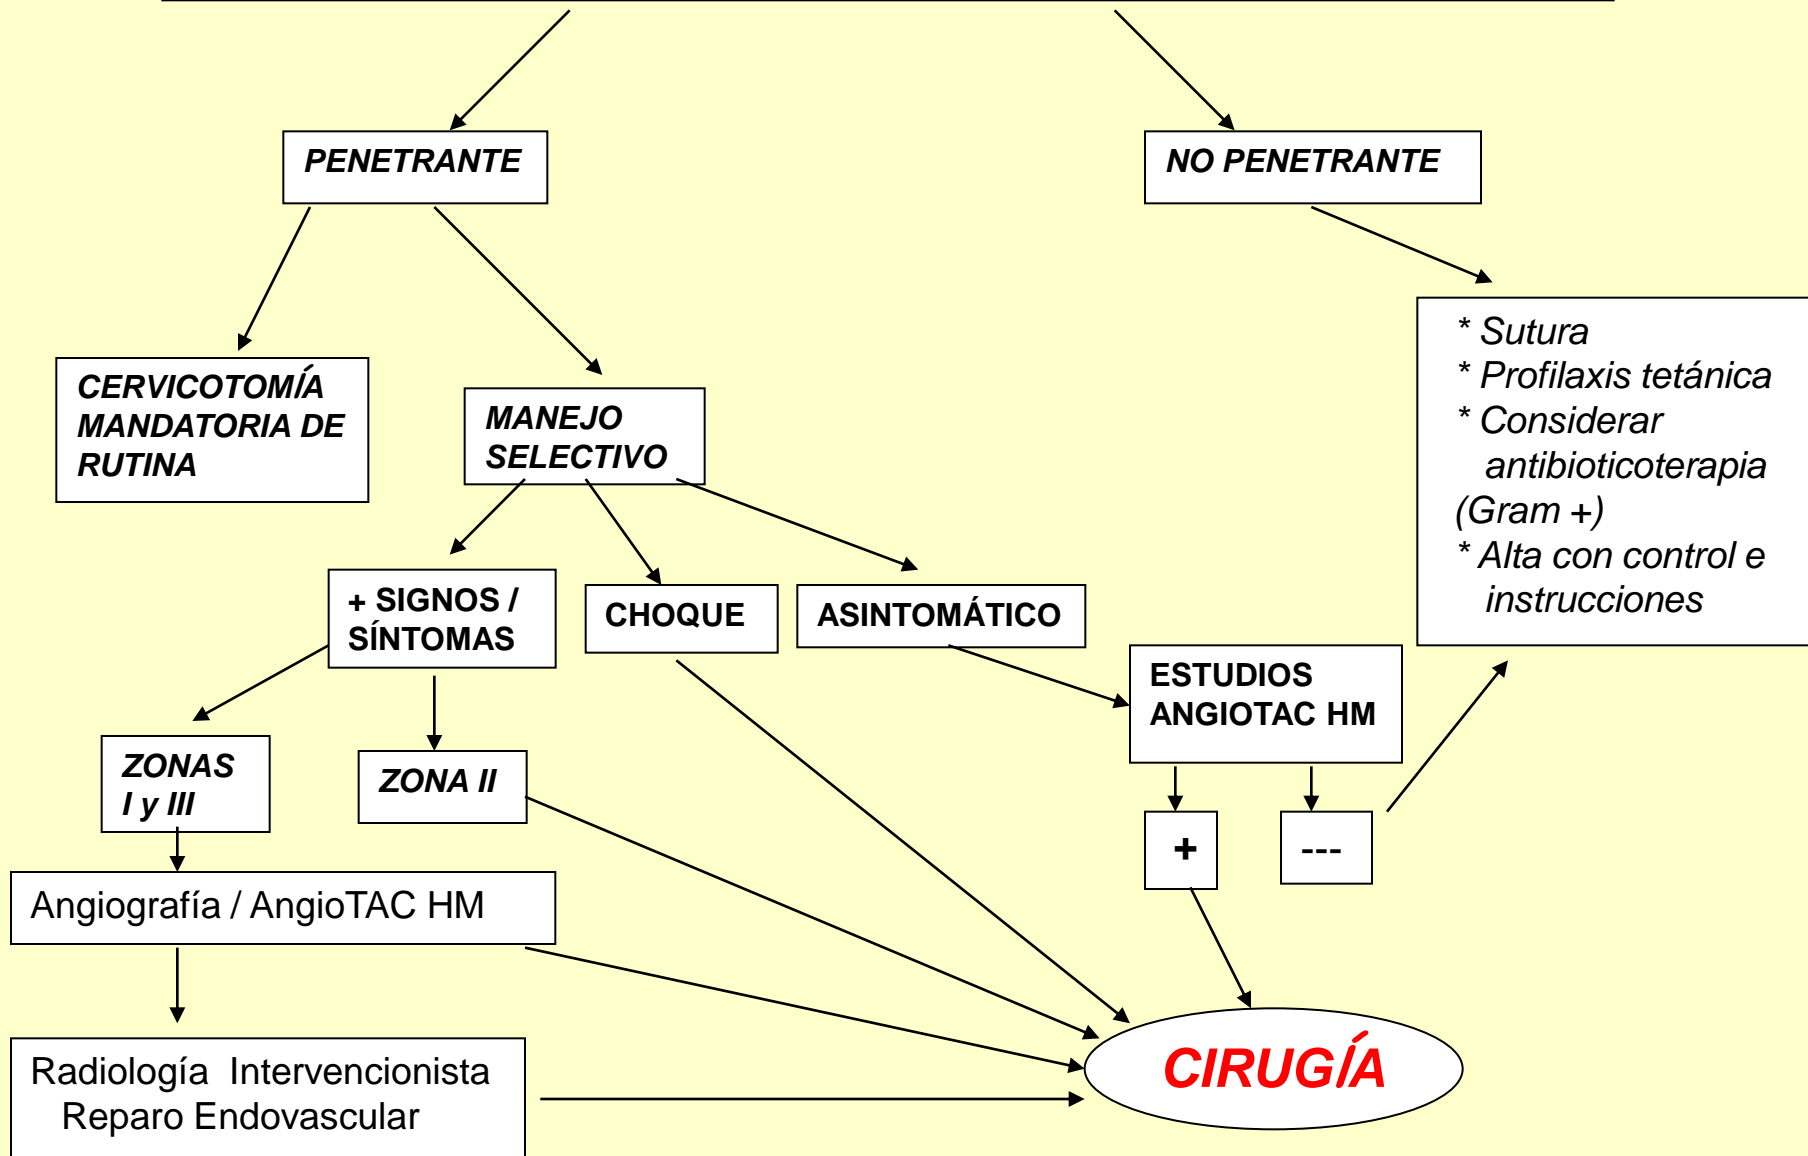 PENETRANTE
NO PENETRANTE
CERVICOTOMÍA
MANDATORIA DE
RUTINA
MANEJO
SELECTIVO
* Sutura
* Profilaxis tetánica
* Considerar
antibioticoterapia
(Gram +)
* Alta con control e
instrucciones
+ SIGNOS /
SÍNTOMAS
CHOQUE
ASINTOMÁTICO
ESTUDIOS
ANGIOTAC HM
ZONAS
I y III
ZONA II
+
---
Angiografía / AngioTAC HM
Radiología Intervencionista
Reparo Endovascular
CIRUGÍA